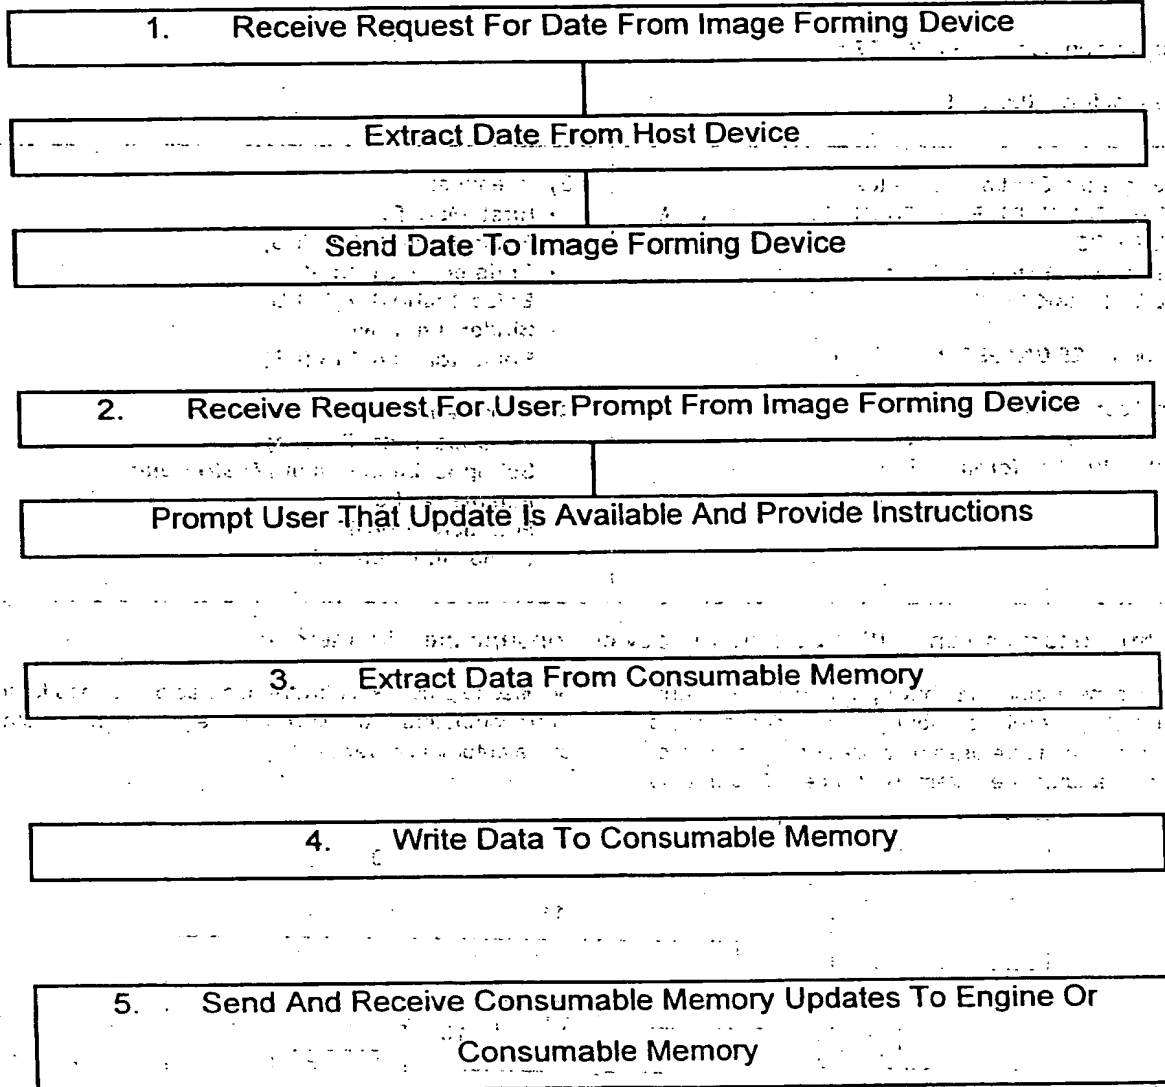 1. Receive Request For Date From Image Forming Device
Extract Date From Host Device
Send Date To Image Forming Device
2. Receive Request For User Prompt From Image Forming Device
Prompt User That Update Is Available And Provide Instructions
3. Extract Data From Consumable Memory
4. Write Data To Consumable Memory
5. Send And Receive Consumable Memory Updates To Engine Or
Consumable Memory